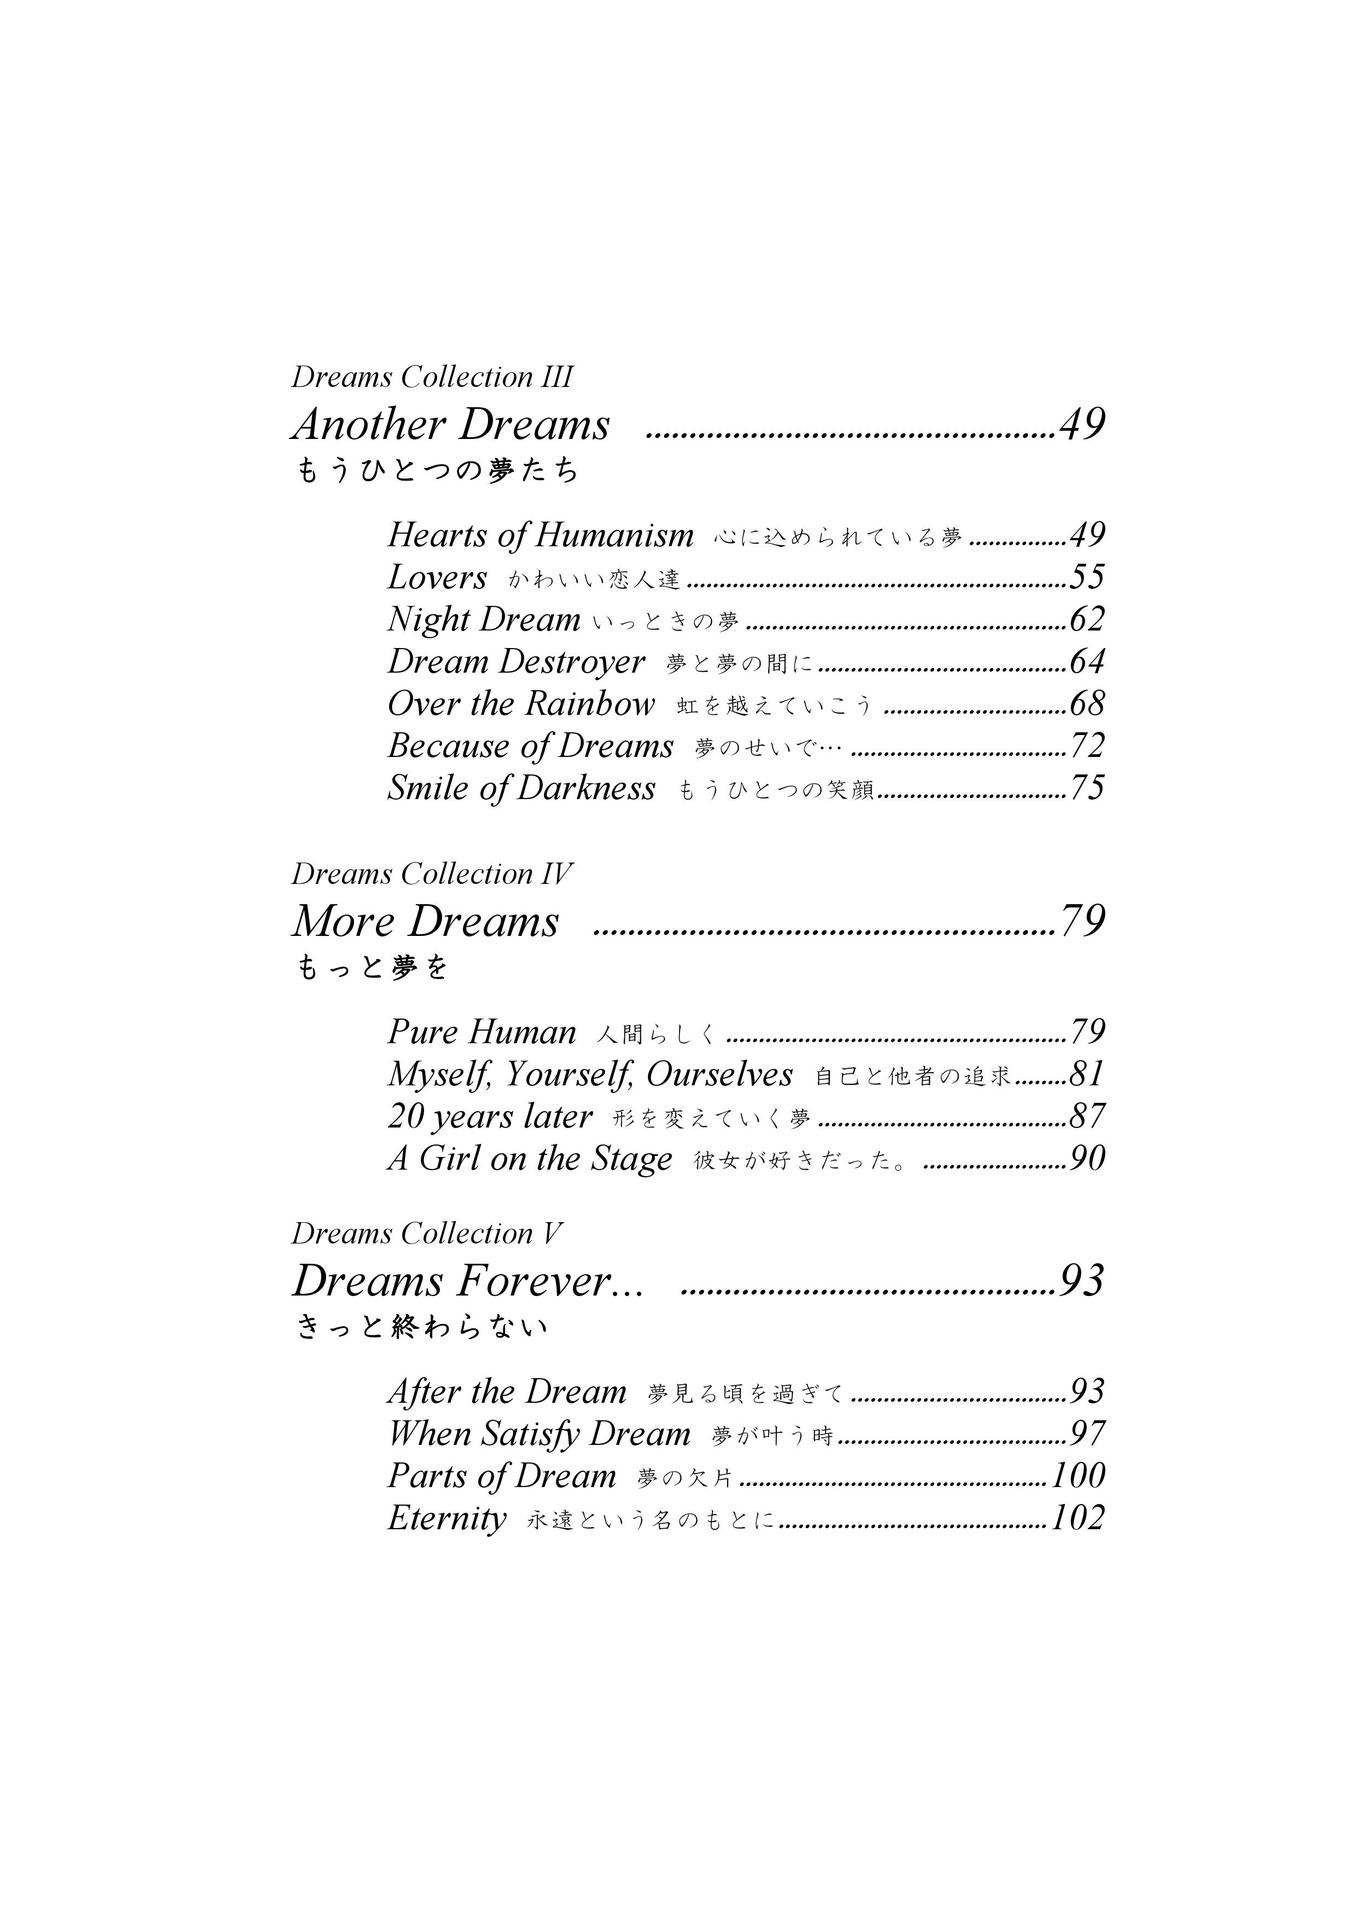 Dreams Collection III
Another Dreams ...............................................49
もうひとつの夢たち
Hearts of Humanism 心に込められている夢...............49
Lovers かわいい恋人達..........................................................55
Night Dream いっときの夢.................................................62
Dream Destroyer 夢と夢の間に......................................64
Over the Rainbow 虹を越えていこう............................68
Because of Dreams 夢のせいで….................................72
Smile of Darkness もうひとつの笑顔.............................75
Dreams Collection IV
More Dreams .....................................................79
もっと夢を
Pure Human 人間らしく....................................................79
Myself, Yourself, Ourselves 自己と他者の追求........81
20 years later 形を変えていく夢......................................87
A Girl on the Stage 彼女が好きだった。......................90
Dreams Collection V
Dreams Forever... ...........................................93
きっと終わらない
After the Dream 夢見る頃を過ぎて.................................93
When Satisfy Dream 夢が叶う時...................................97
Parts of Dream 夢の欠片...............................................100
Eternity 永遠という名のもとに.........................................102